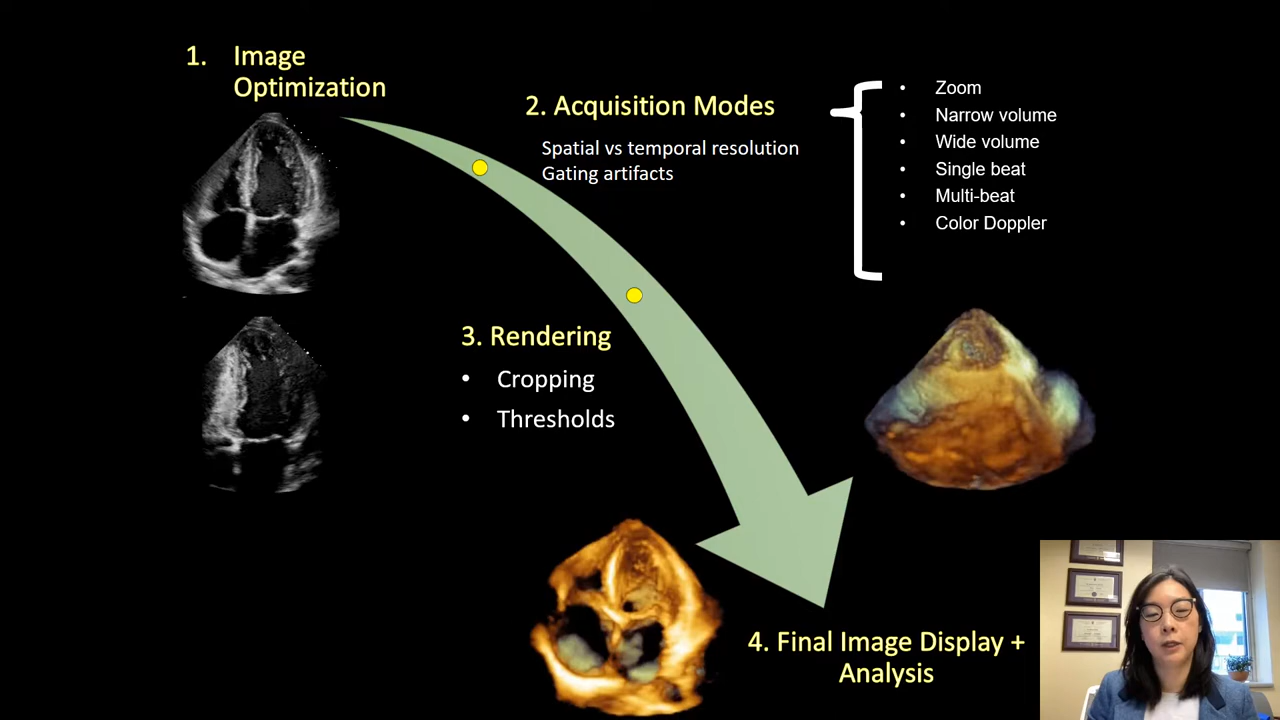 1. Image
Optimization
2. Acquisition Modes
Spatial vs temporal resolution
Gating artifacts
• Zoom
• Narrow volume
• Wide volume
• Single beat
• Multi-beat
• Color Doppler
3. Rendering
• Cropping
• Thresholds
4. Final Image Display +
Analysis